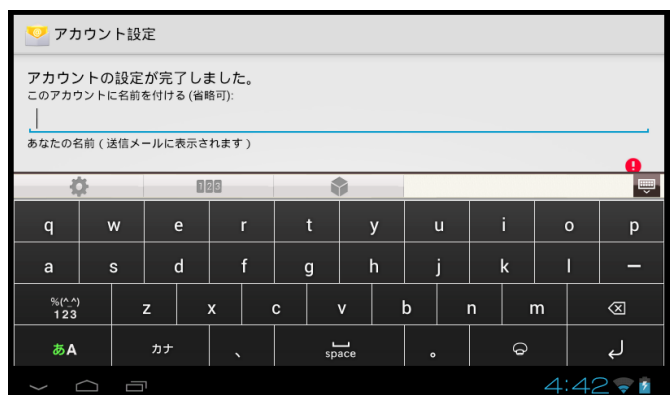 アカウント設定
アカウントの設定が完了しました。
このアカウントに名前を付ける (省略可):
あなたの名前 ( 送信メールに表示されます )
123
q w e r t y u i o p
a s d f g h j k l ー
%(^_^) 123 z x c v b n m
あA カナ 、 space 。
4:42